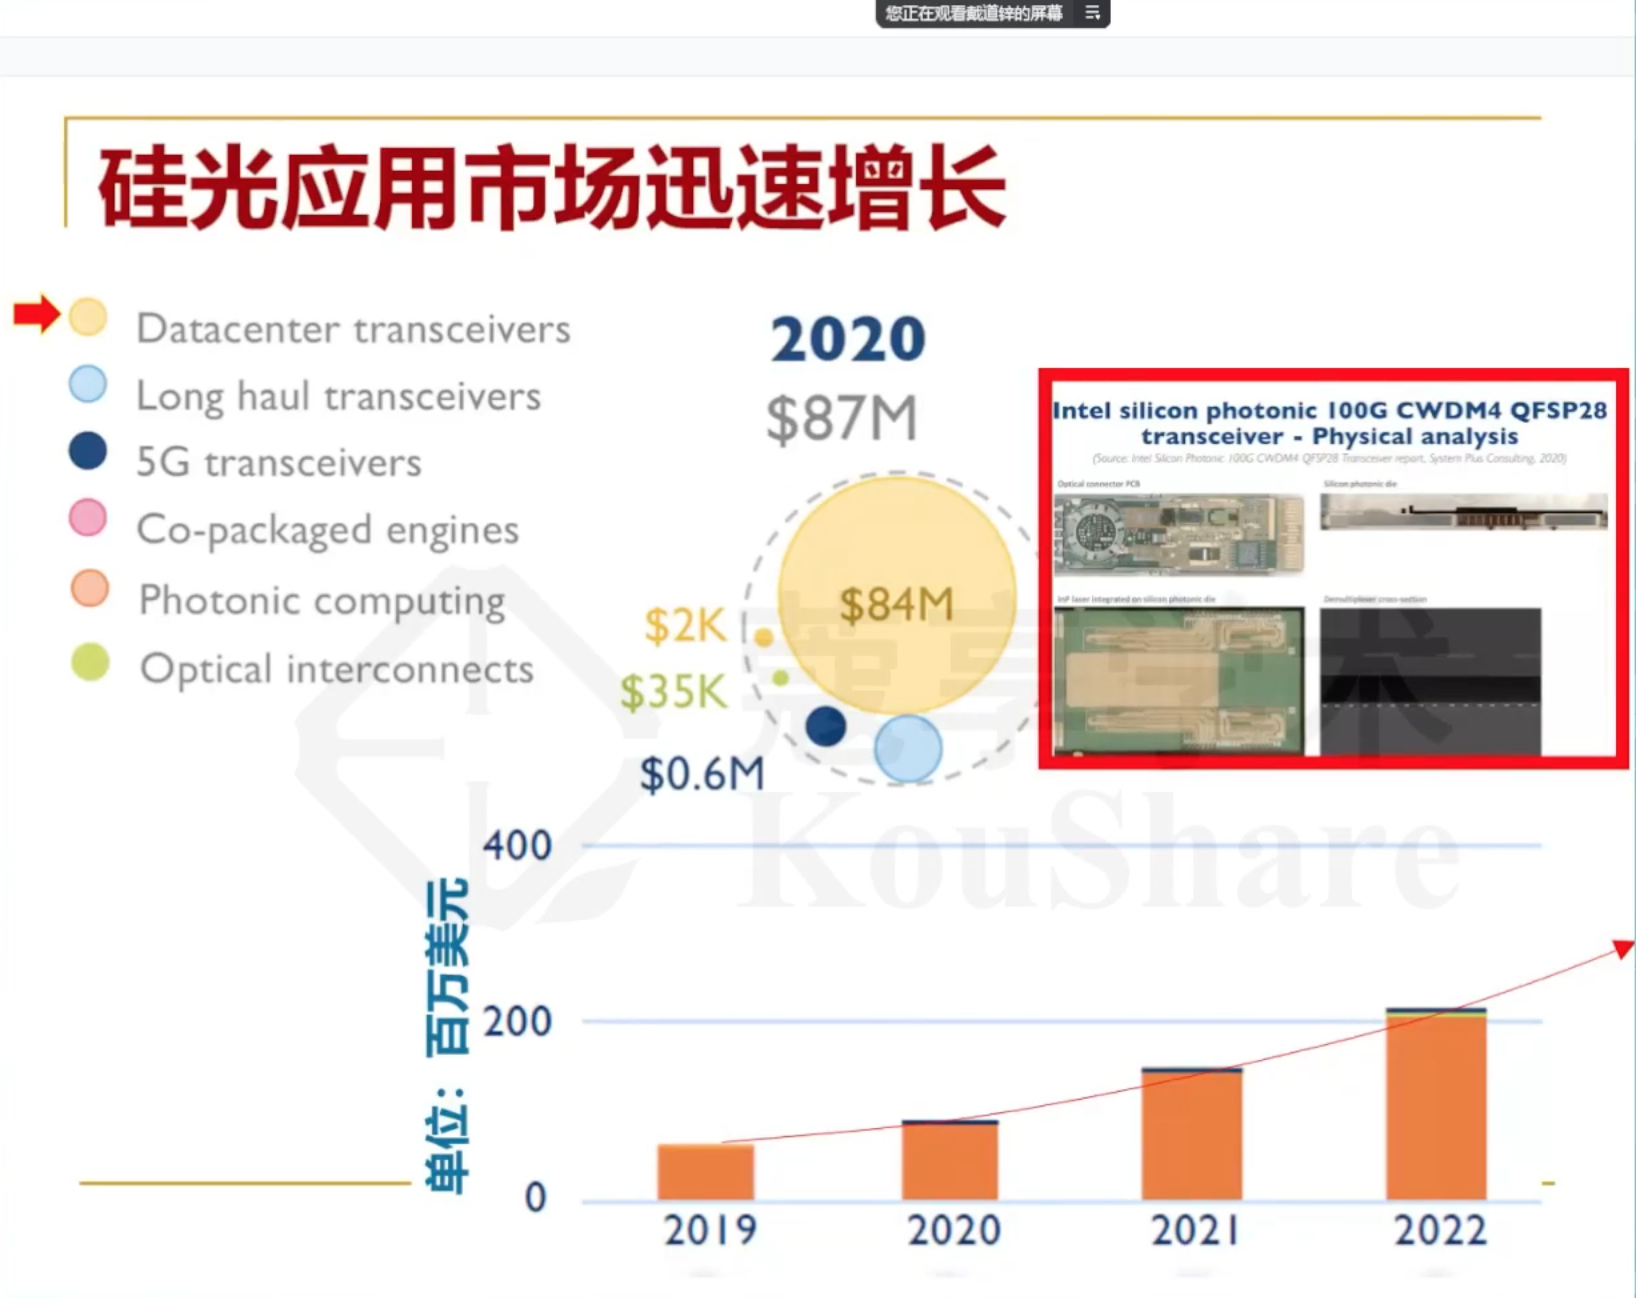 您正在观看戴道锌的屏幕
硅光应用市场迅速增长
Datacenter transceivers
Long haul transceivers
5G transceivers
Co-packaged engines
Photonic computing
Optical interconnects
2020
$87M
$84M
$2K
$35K
$0.6M
Intel silicon photonic 100G CWDM4 QFSP28
transceiver - Physical analysis
(Source: Intel Silicon Photonic 100G CWDM4 QFSP28 Transceiver report, System Plus Consulting, 2020)
Optical connector PCB
Silicon photonic die
InP laser integrated on silicon photonic die
Demultiplexer cross-section
蔻享学术
KouShare
单位：百万美元
400
200
0
2019
2020
2021
2022